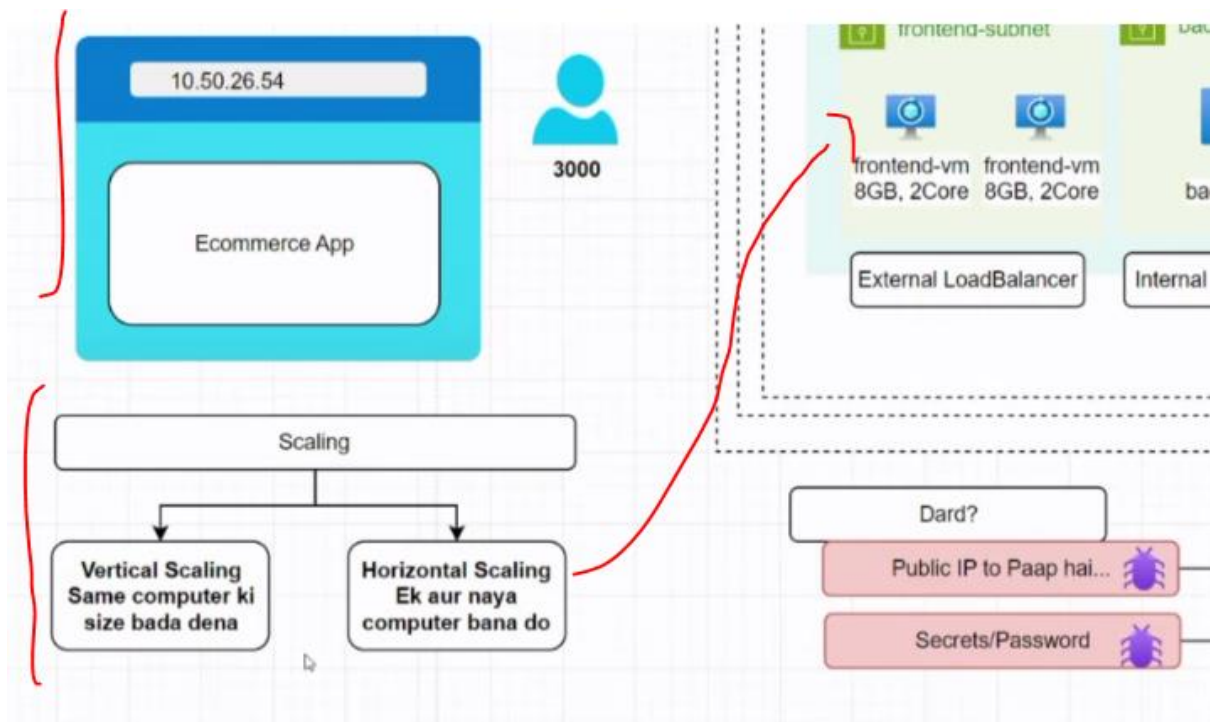 10.50.26.54
Ecommerce App
3000
frontend-subnet
frontend-vm
8GB, 2Core
frontend-vm
8GB, 2Core
External LoadBalancer
Internal
Scaling
Vertical Scaling
Same computer ki
size bada dena
Horizontal Scaling
Ek aur naya
computer bana do
Dard?
Public IP to Paap hai...
Secrets/Password